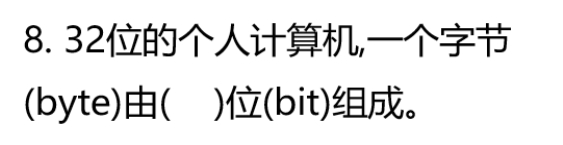 8. 32位的个人计算机,一个字节
(byte)由(    )位(bit)组成。